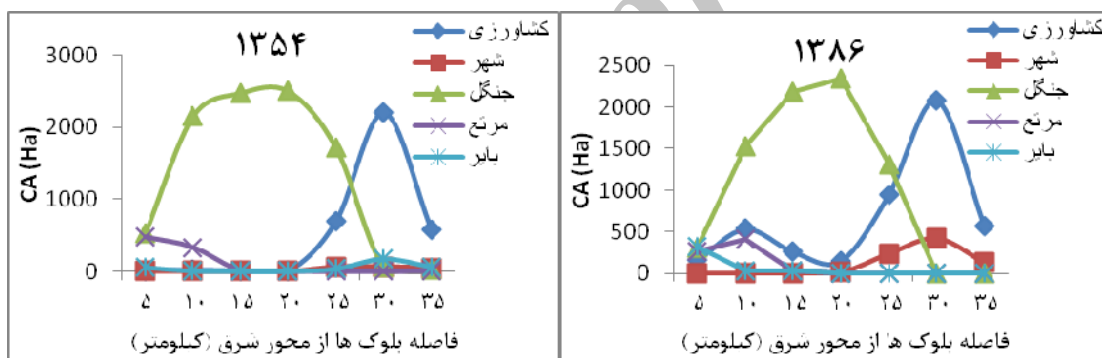 ۱۳۵۴
کشاورزی
شهر
جنگل
مرتع
بایر
3000
2000
1000
0
CA (Ha)
۵ ۱۰ ۱۵ ۲۰ ۲۵ ۳۰ ۳۵
فاصله بلوک ها از محور شرق (کیلومتر)
۱۳۸۶
کشاورزی
شهر
جنگل
مرتع
بایر
2500
2000
1500
1000
500
0
CA (Ha)
۵ ۱۰ ۱۵ ۲۰ ۲۵ ۳۰ ۳۵
فاصله بلوک ها از محور شرق (کیلومتر)